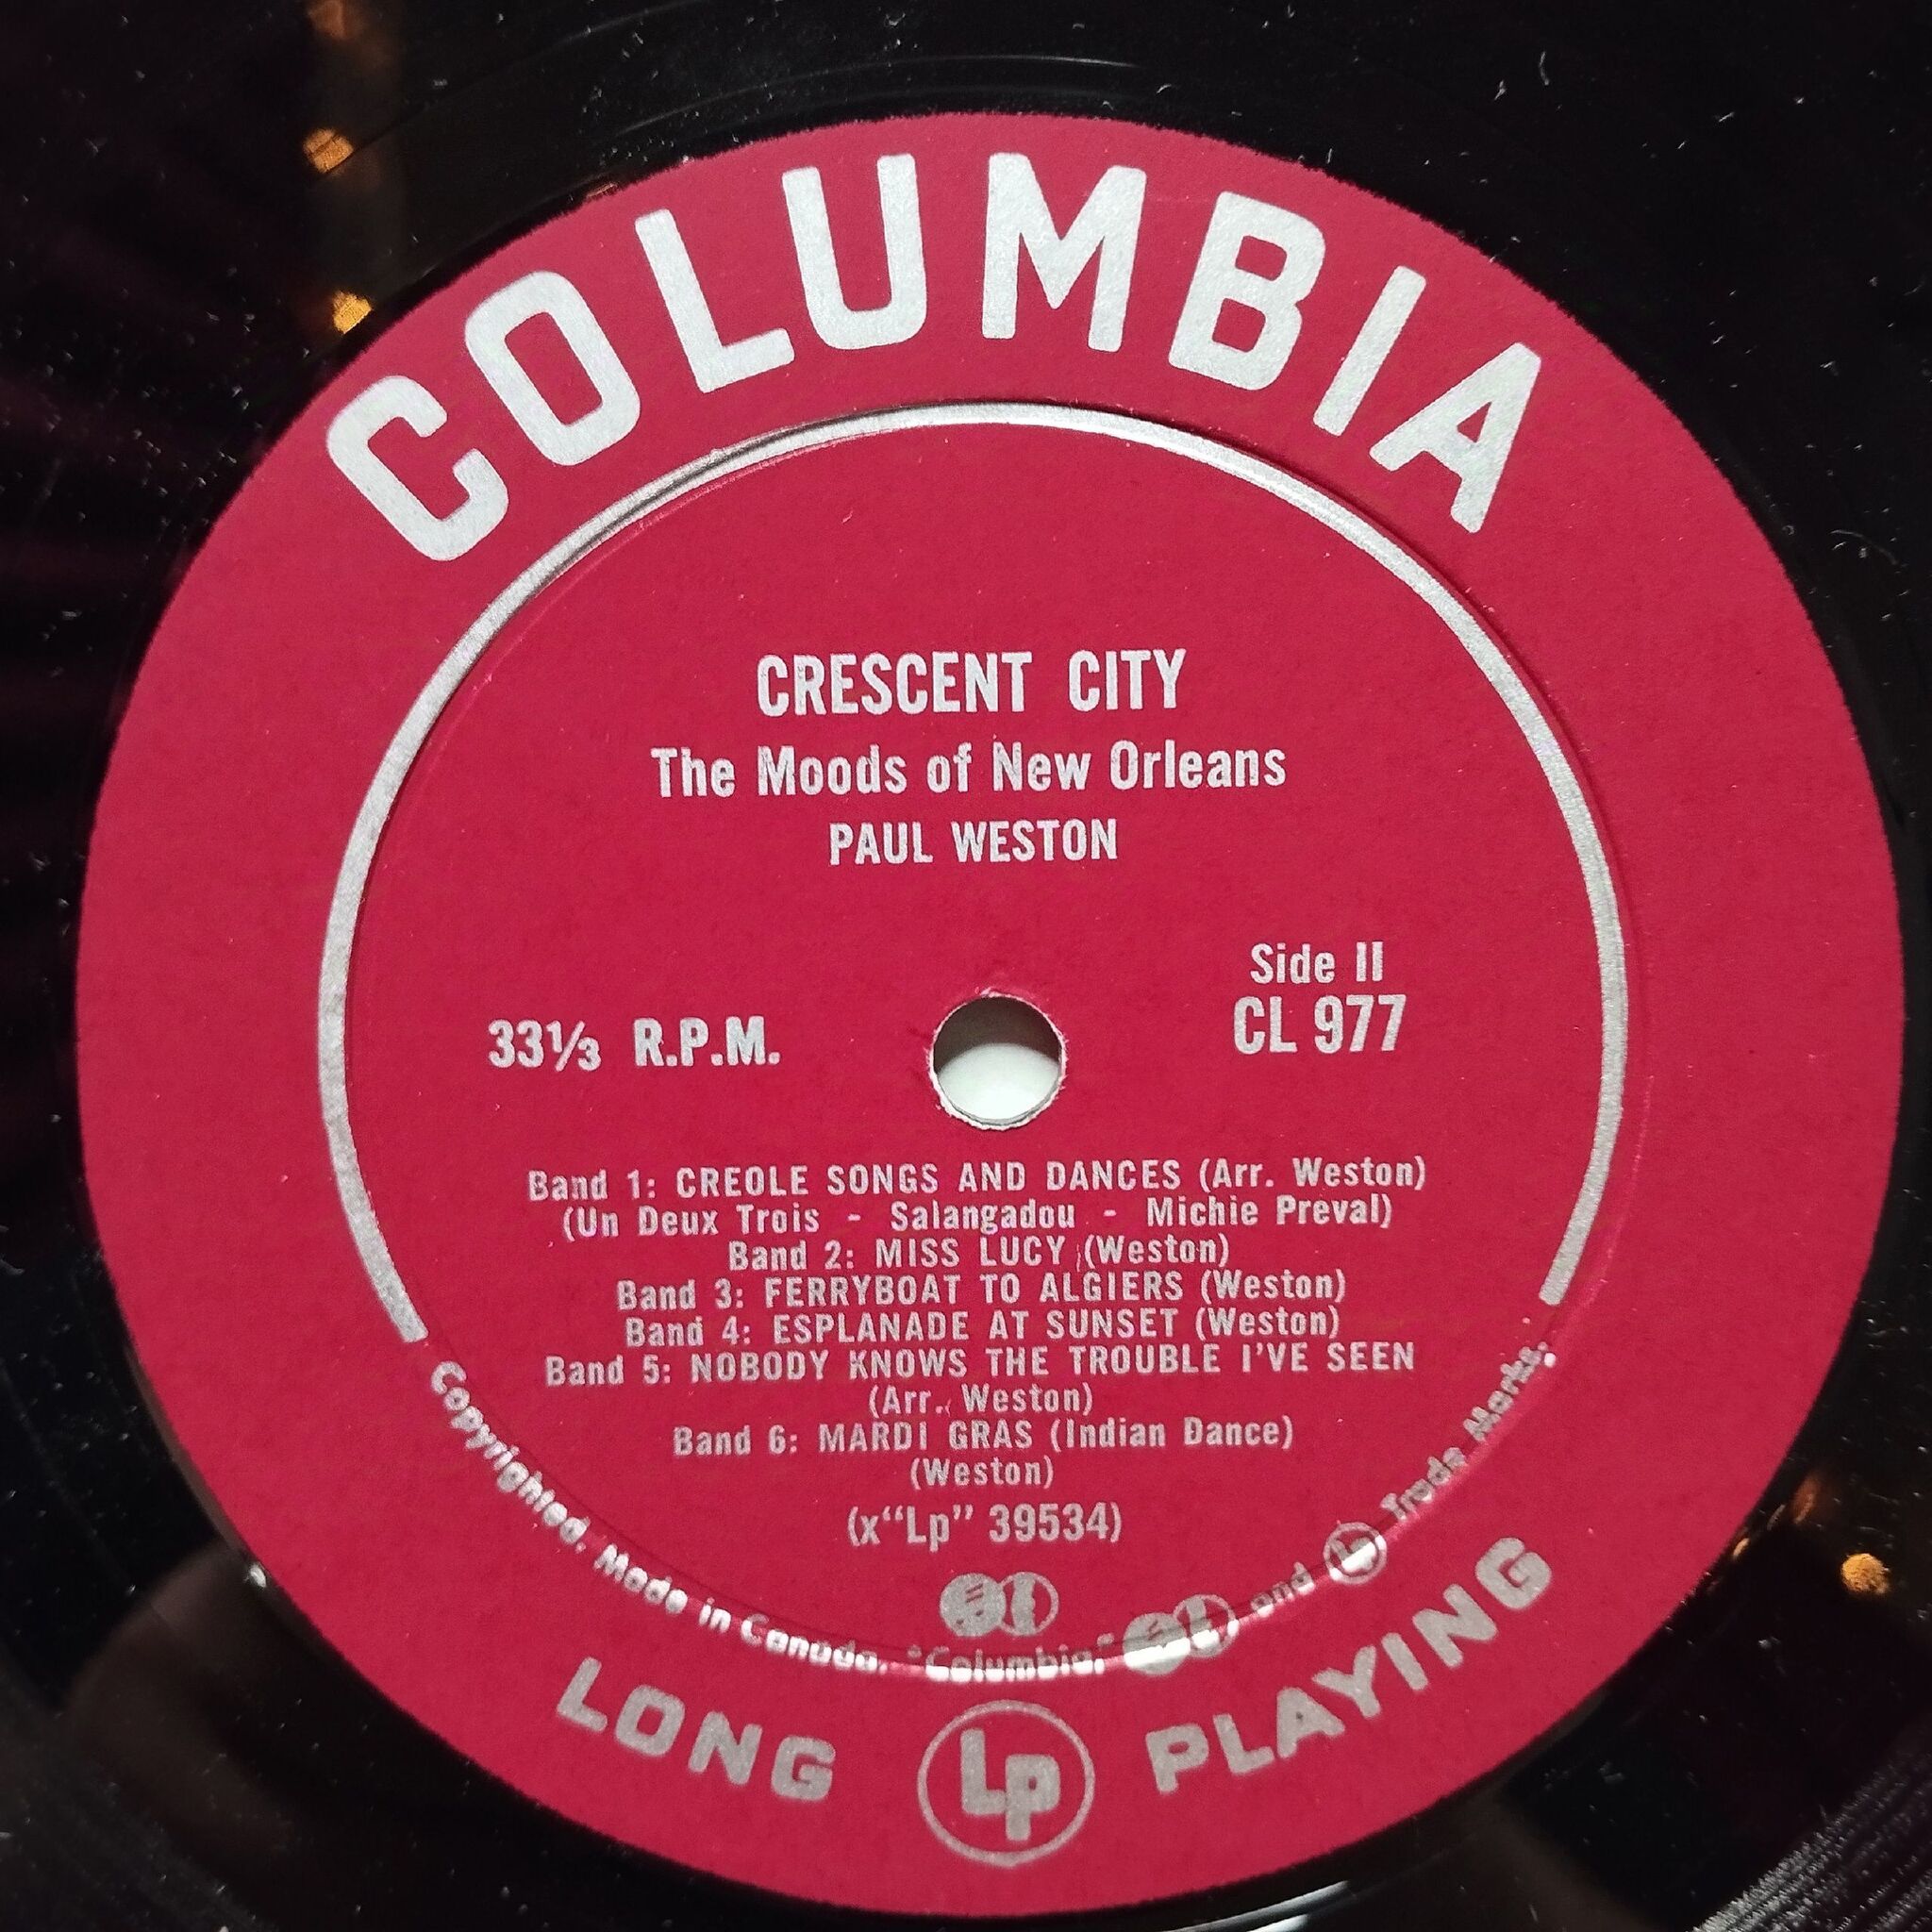 COLUMBIA
CRESCENT CITY
The Moods of New Orleans
PAUL WESTON
Side II
33⅓ R.P.M.
CL 977
Band 1: CREOLE SONGS AND DANCES (Arr. Weston)
(Un Deux Trois - Salangadou - Michie Preval)
Band 2: MISS LUCY (Weston)
Band 3: FERRYBOAT TO ALGIERS (Weston)
Band 4: ESPLANADE AT SUNSET (Weston)
Band 5: NOBODY KNOWS THE TROUBLE I'VE SEEN
(Arr. Weston)
Band 6: MARDI GRAS (Indian Dance)
(Weston)
(x“Lp” 39534)
Copyrighted. Made in Canada. "Columbia," and Lp Trade Marks.
LONG Lp PLAYING